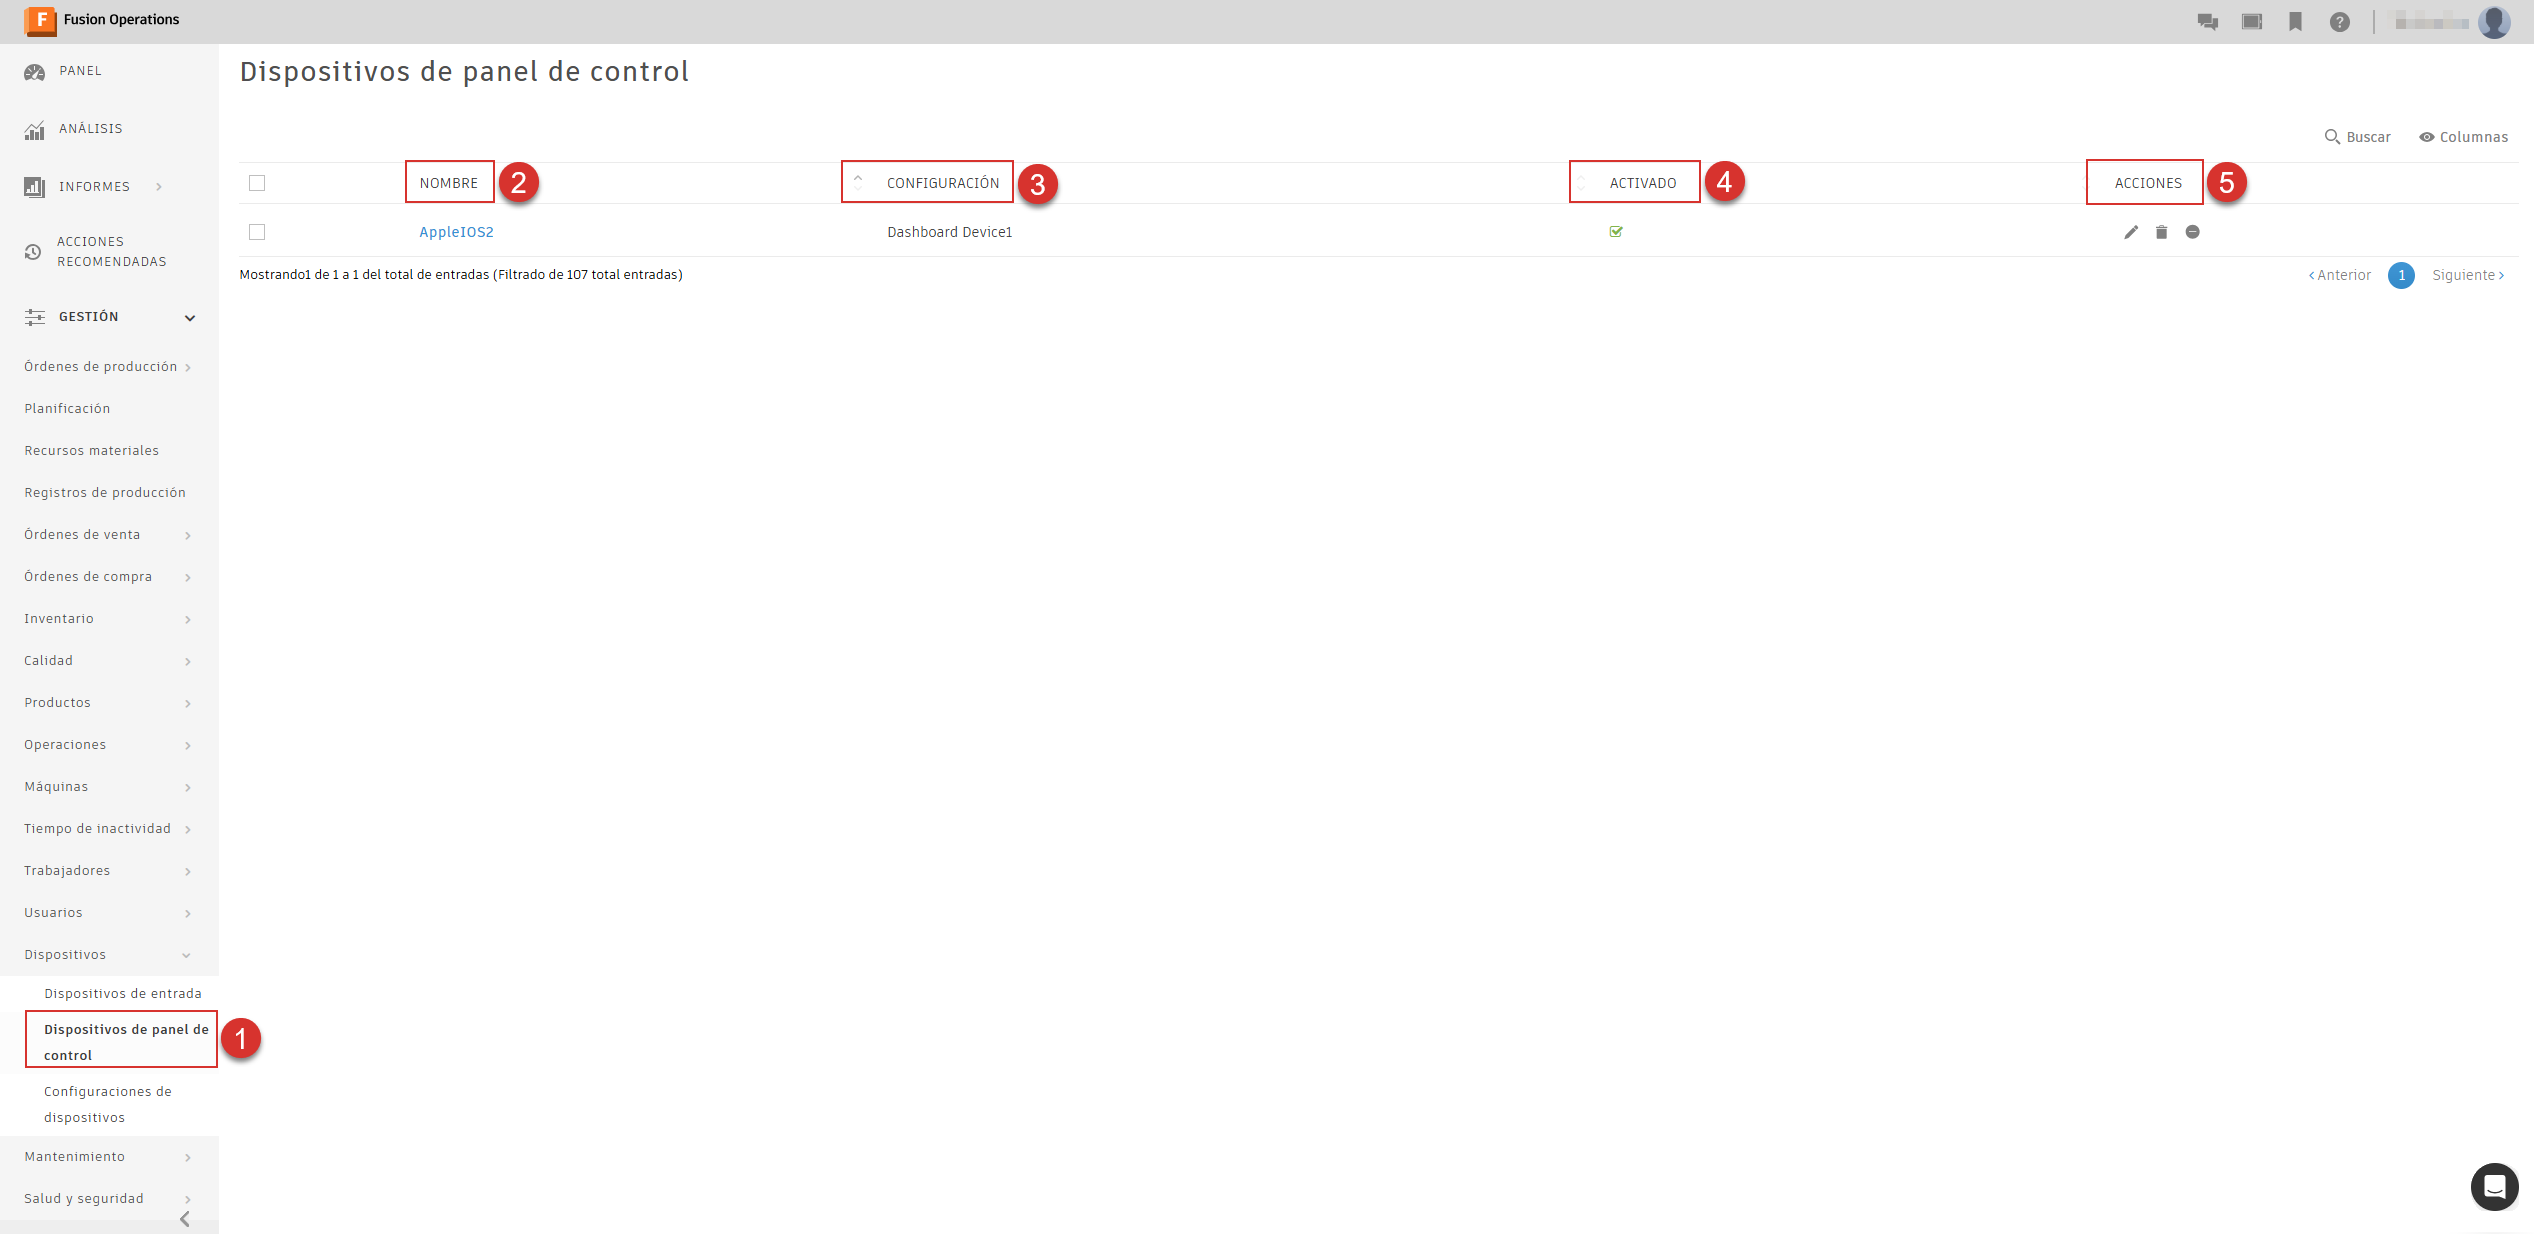 F Fusion Operations
PANEL
ANÁLISIS
INFORMES
ACCIONES
RECOMENDADAS
GESTIÓN
Órdenes de producción
Planificación
Recursos materiales
Registros de producción
Órdenes de venta
Órdenes de compra
Inventario
Calidad
Productos
Operaciones
Máquinas
Tiempo de inactividad
Trabajadores
Usuarios
Dispositivos
Dispositivos de entrada
Dispositivos de panel de
control
1
Configuraciones de
dispositivos
Mantenimiento
Salud y seguridad
Dispositivos de panel de control
Buscar Columnas
NOMBRE 2 CONFIGURACIÓN 3 ACTIVADO 4 ACCIONES 5
AppleIOS2 Dashboard Device1
Mostrando1 de 1 a 1 del total de entradas (Filtrado de 107 total entradas)
Anterior 1 Siguiente